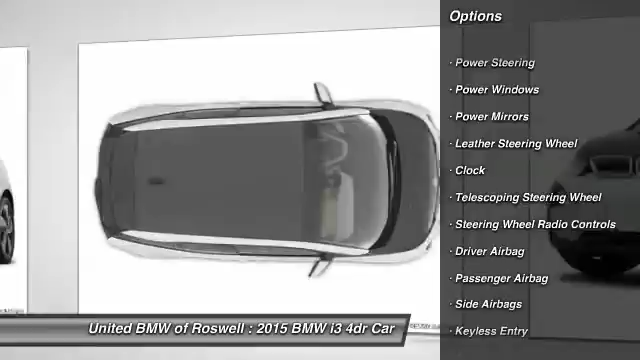 Options
· Power Steering
· Power Windows
· Power Mirrors
· Leather Steering Wheel
· Clock
· Telescoping Steering Wheel
· Steering Wheel Radio Controls
· Driver Airbag
· Passenger Airbag
· Side Airbags
· Keyless Entry
United BMW of Roswell : 2015 BMW i3 4dr Car